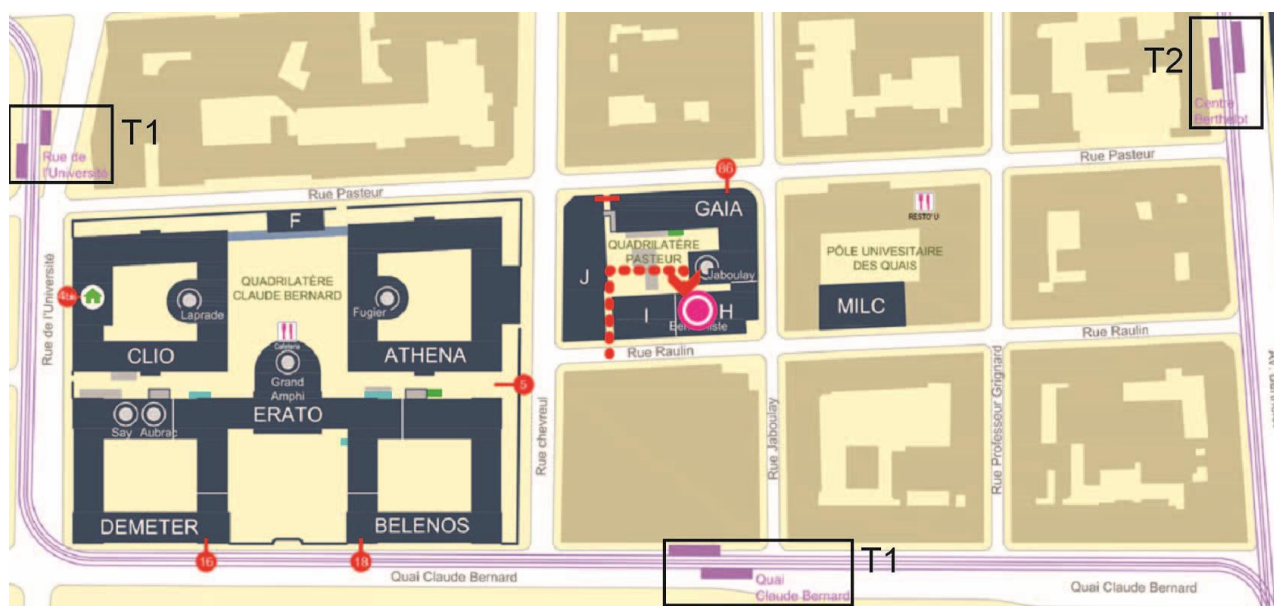 T2
Centre
Berthelot
T1
Rue de
l'Université
Rue Pasteur
Rue Pasteur
86
GAIA
RESTO'U
F
QUADRILATÈRE
CLAUDE BERNARD
QUADRILATÈRE
PASTEUR
PÔLE UNIVESITAIRE
DES QUAIS
J
Jaboulay
Laprade
Fugier
Rue de l'Université
I
H
MILC
Cafétéria
CLIO
ATHENA
Rue Raulin
Rue Raulin
Grand
Amphi
5
ERATO
Say
Aubrac
Rue chevreul
Rue Jaboulay
Rue Professeur Grignard
DEMETER
BELENOS
16
18
T1
Quai Claude Bernard
Quai
Claude Bernard
Quai Claude Bernard